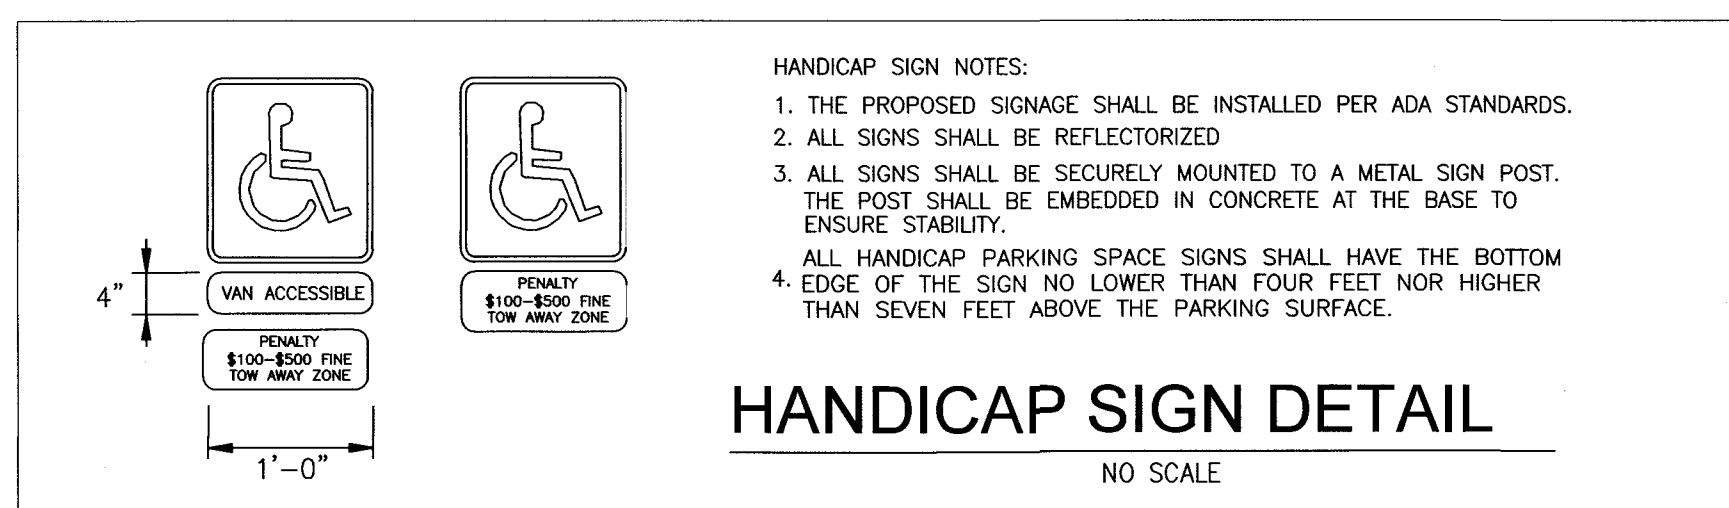 4"
VAN ACCESSIBLE
PENALTY
$100-$500 FINE
TOW AWAY ZONE
1'-0"
PENALTY
$100-$500 FINE
TOW AWAY ZONE
HANDICAP SIGN NOTES:
1. THE PROPOSED SIGNAGE SHALL BE INSTALLED PER ADA STANDARDS.
2. ALL SIGNS SHALL BE REFLECTORIZED
3. ALL SIGNS SHALL BE SECURELY MOUNTED TO A METAL SIGN POST.
THE POST SHALL BE EMBEDDED IN CONCRETE AT THE BASE TO
ENSURE STABILITY.
ALL HANDICAP PARKING SPACE SIGNS SHALL HAVE THE BOTTOM
4. EDGE OF THE SIGN NO LOWER THAN FOUR FEET NOR HIGHER
THAN SEVEN FEET ABOVE THE PARKING SURFACE.
HANDICAP SIGN DETAIL
NO SCALE